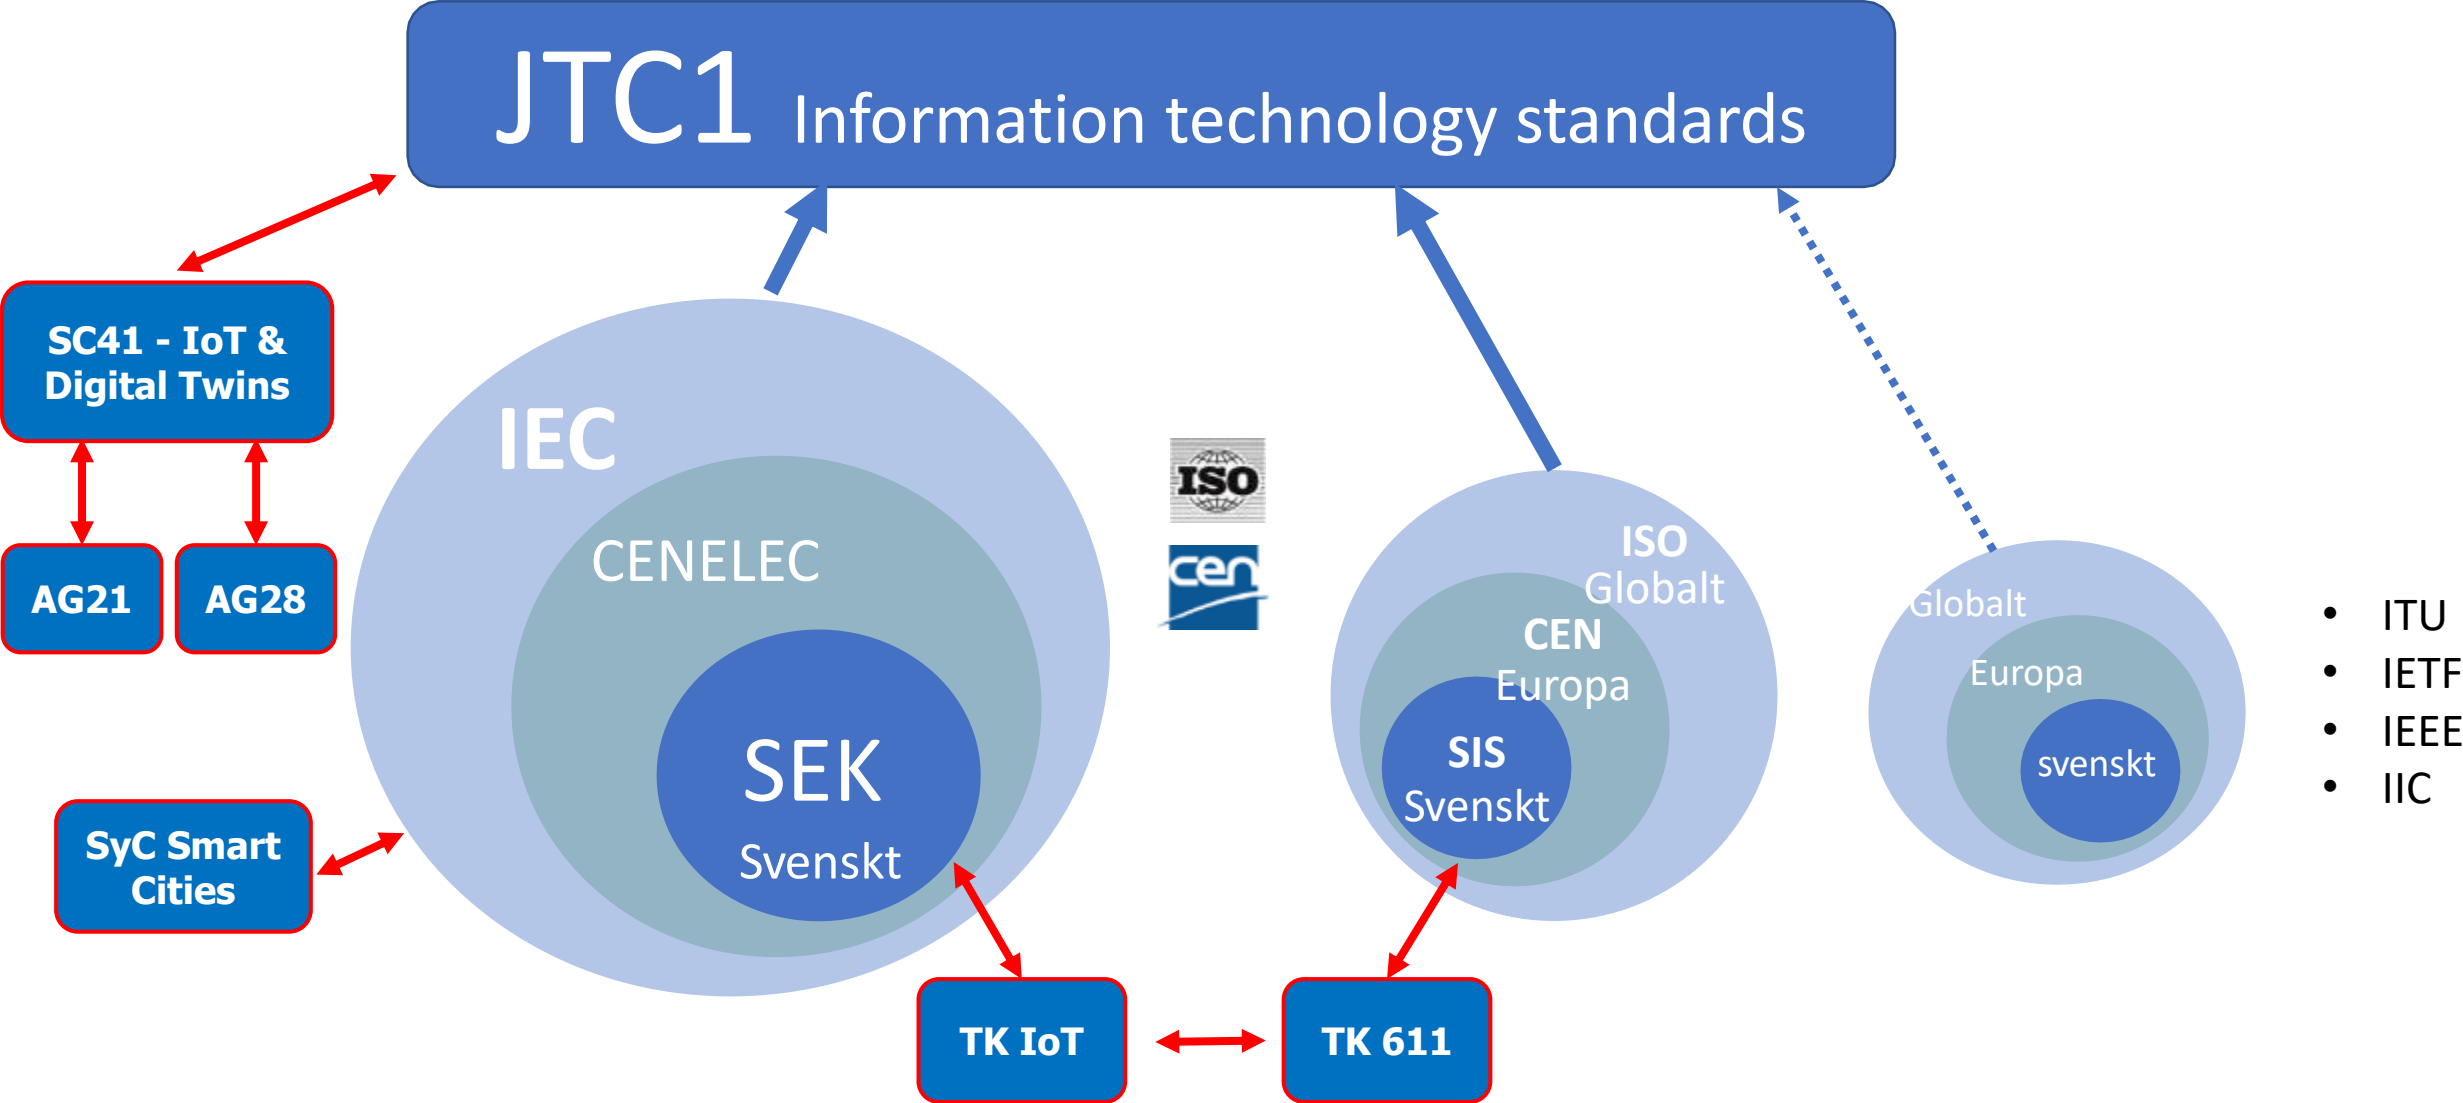 JTC1 Information technology standards
SC41 - IoT &
Digital Twins
AG21
AG28
SyC Smart
Cities
IEC
CENELEC
SEK
Svenskt
ISO
cen
ISO
Globalt
CEN
Europa
SIS
Svenskt
Globalt
Europa
svenskt
• ITU
• IETF
• IEEE
• IIC
TK IoT
TK 611